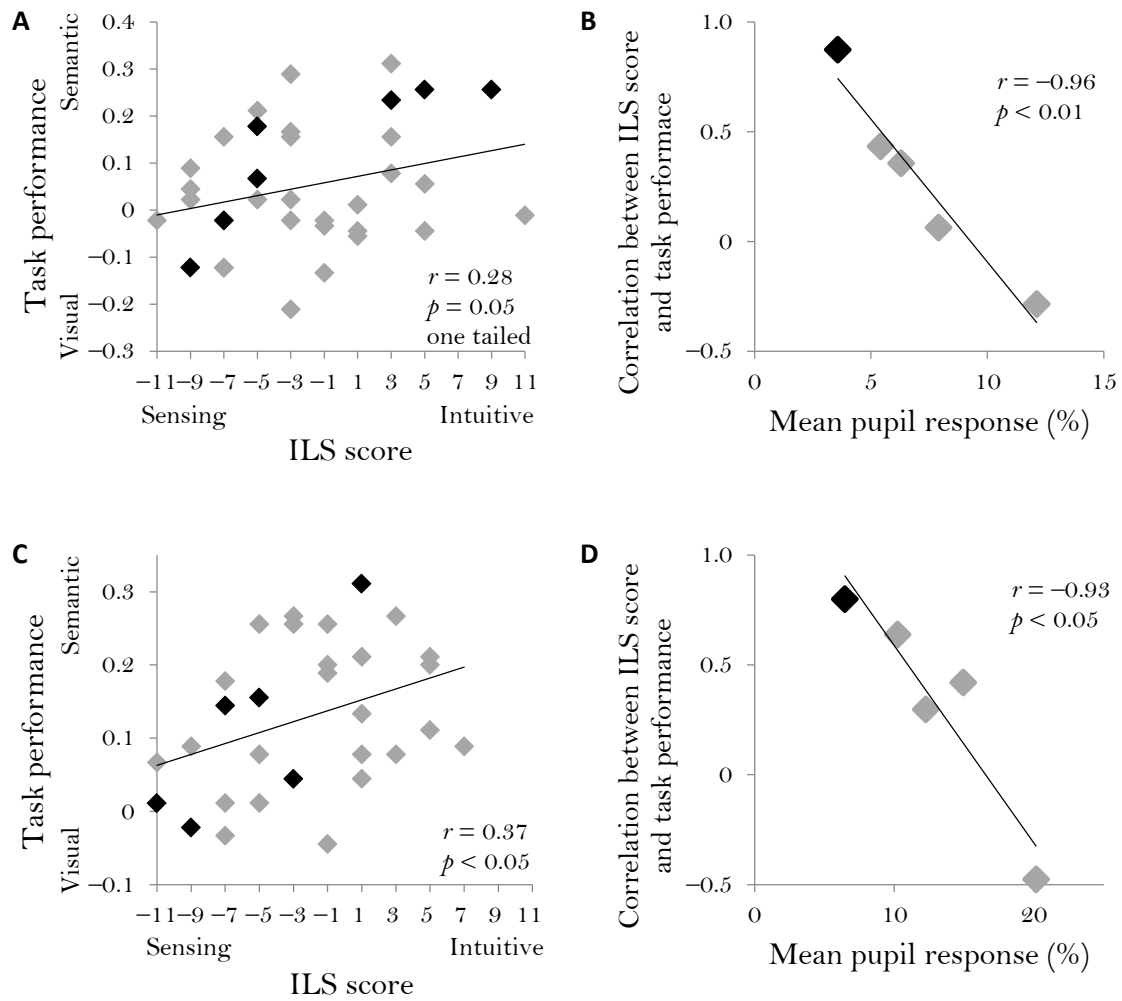 A
Semantic
Task performance
Visual
0.4
0.3
0.2
0.1
0
−0.1
−0.2
−0.3
r = 0.28
p = 0.05
one tailed
−11 −9 −7 −5 −3 −1 1 3 5 7 9 11
Sensing Intuitive
ILS score
B
Correlation between ILS score
and task performace
1.0
0.5
0
−0.5
r = −0.96
p < 0.01
0 5 10 15
Mean pupil response (%)
C
Semantic
Task performance
Visual
0.3
0.2
0.1
0
−0.1
r = 0.37
p < 0.05
−11 −9 −7 −5 −3 −1 1 3 5 7 9 11
Sensing Intuitive
ILS score
D
Correlation between ILS score
and task performance
1.0
0.5
0
−0.5
r = −0.93
p < 0.05
0 10 20
Mean pupil response (%)